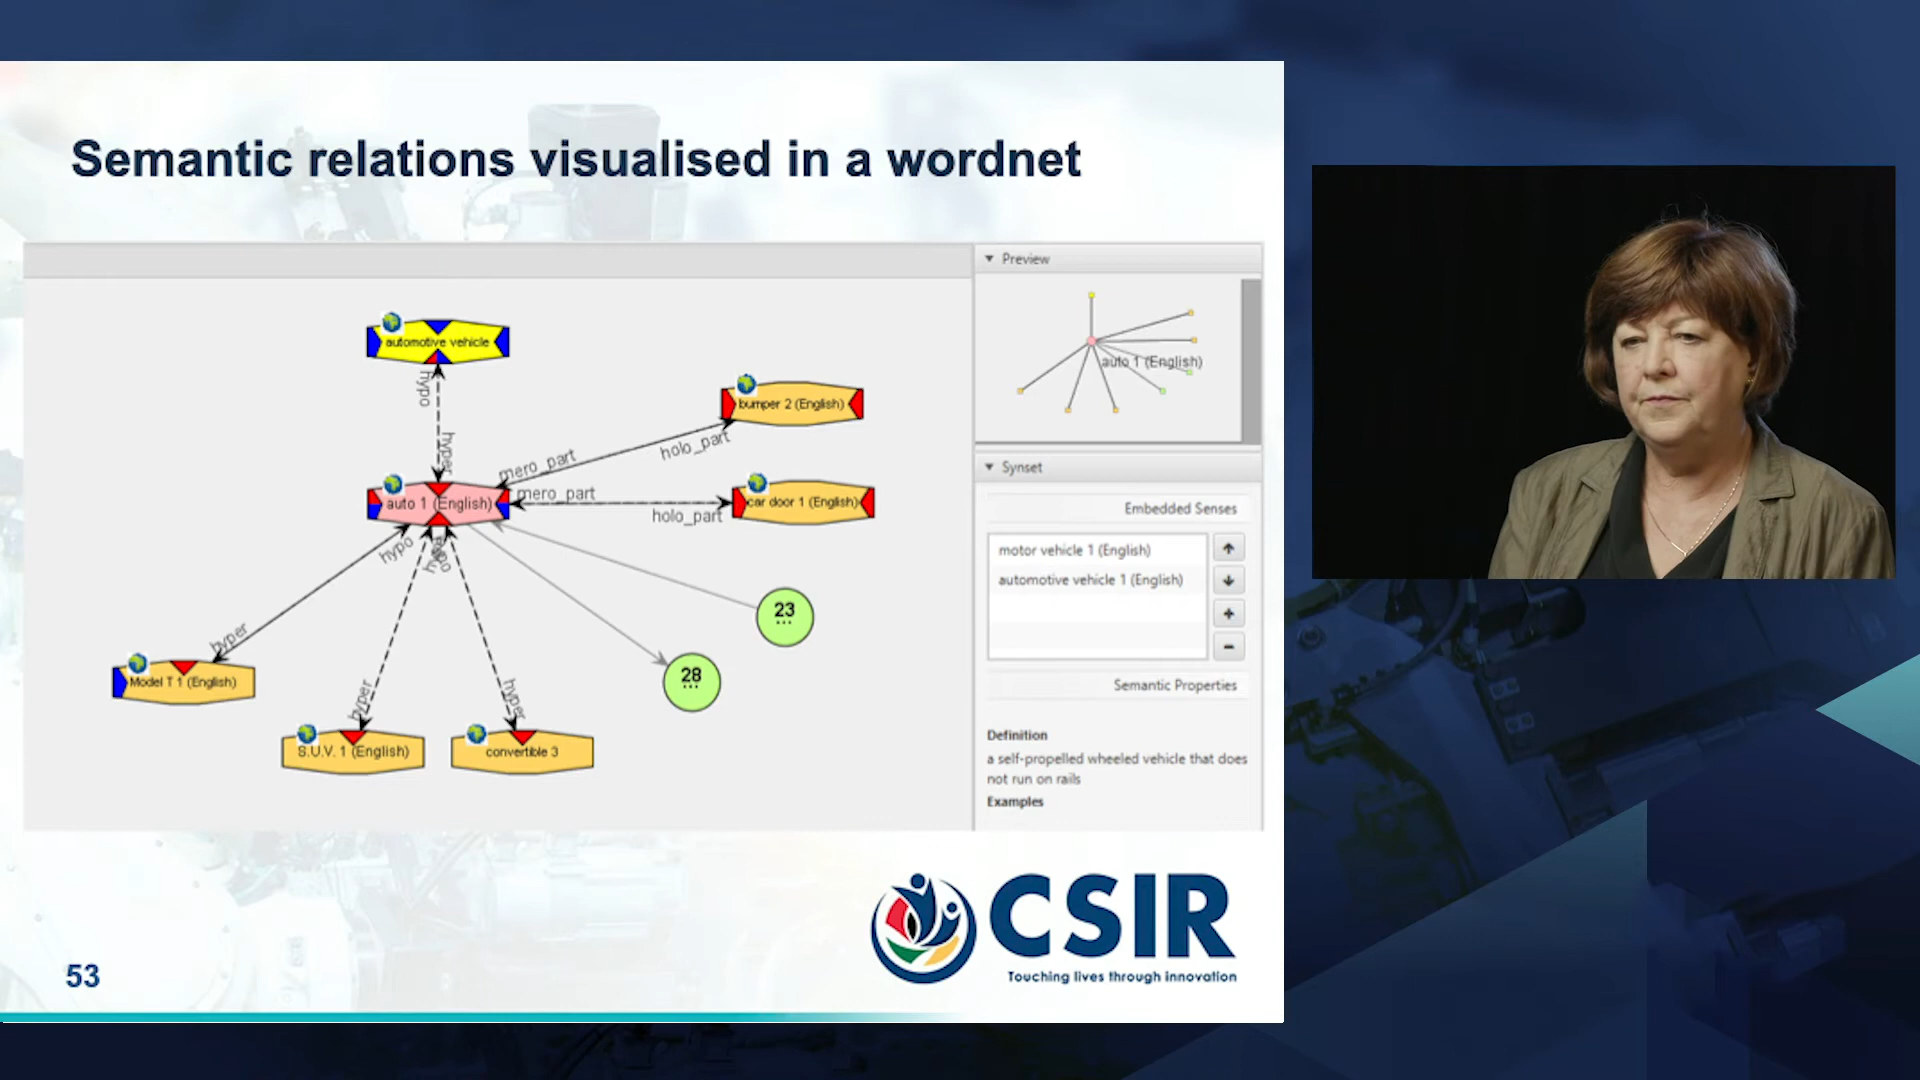 Semantic relations visualised in a wordnet
Preview
auto 1 (English)
automotive vehicle
hypo
hyper
bumper 2 (English)
holo_part
mero_part
auto 1 (English)
mero_part
car door 1 (English)
holo_part
hypo
hyper
Model T 1 (English)
hyper
S.U.V. 1 (English)
hyper
convertible 3
23
...
28
...
Synset
Embedded Senses
motor vehicle 1 (English)
automotive vehicle 1 (English)
Semantic Properties
Definition
a self-propelled wheeled vehicle that does
not run on rails
Examples
CSIR
Touching lives through innovation
53